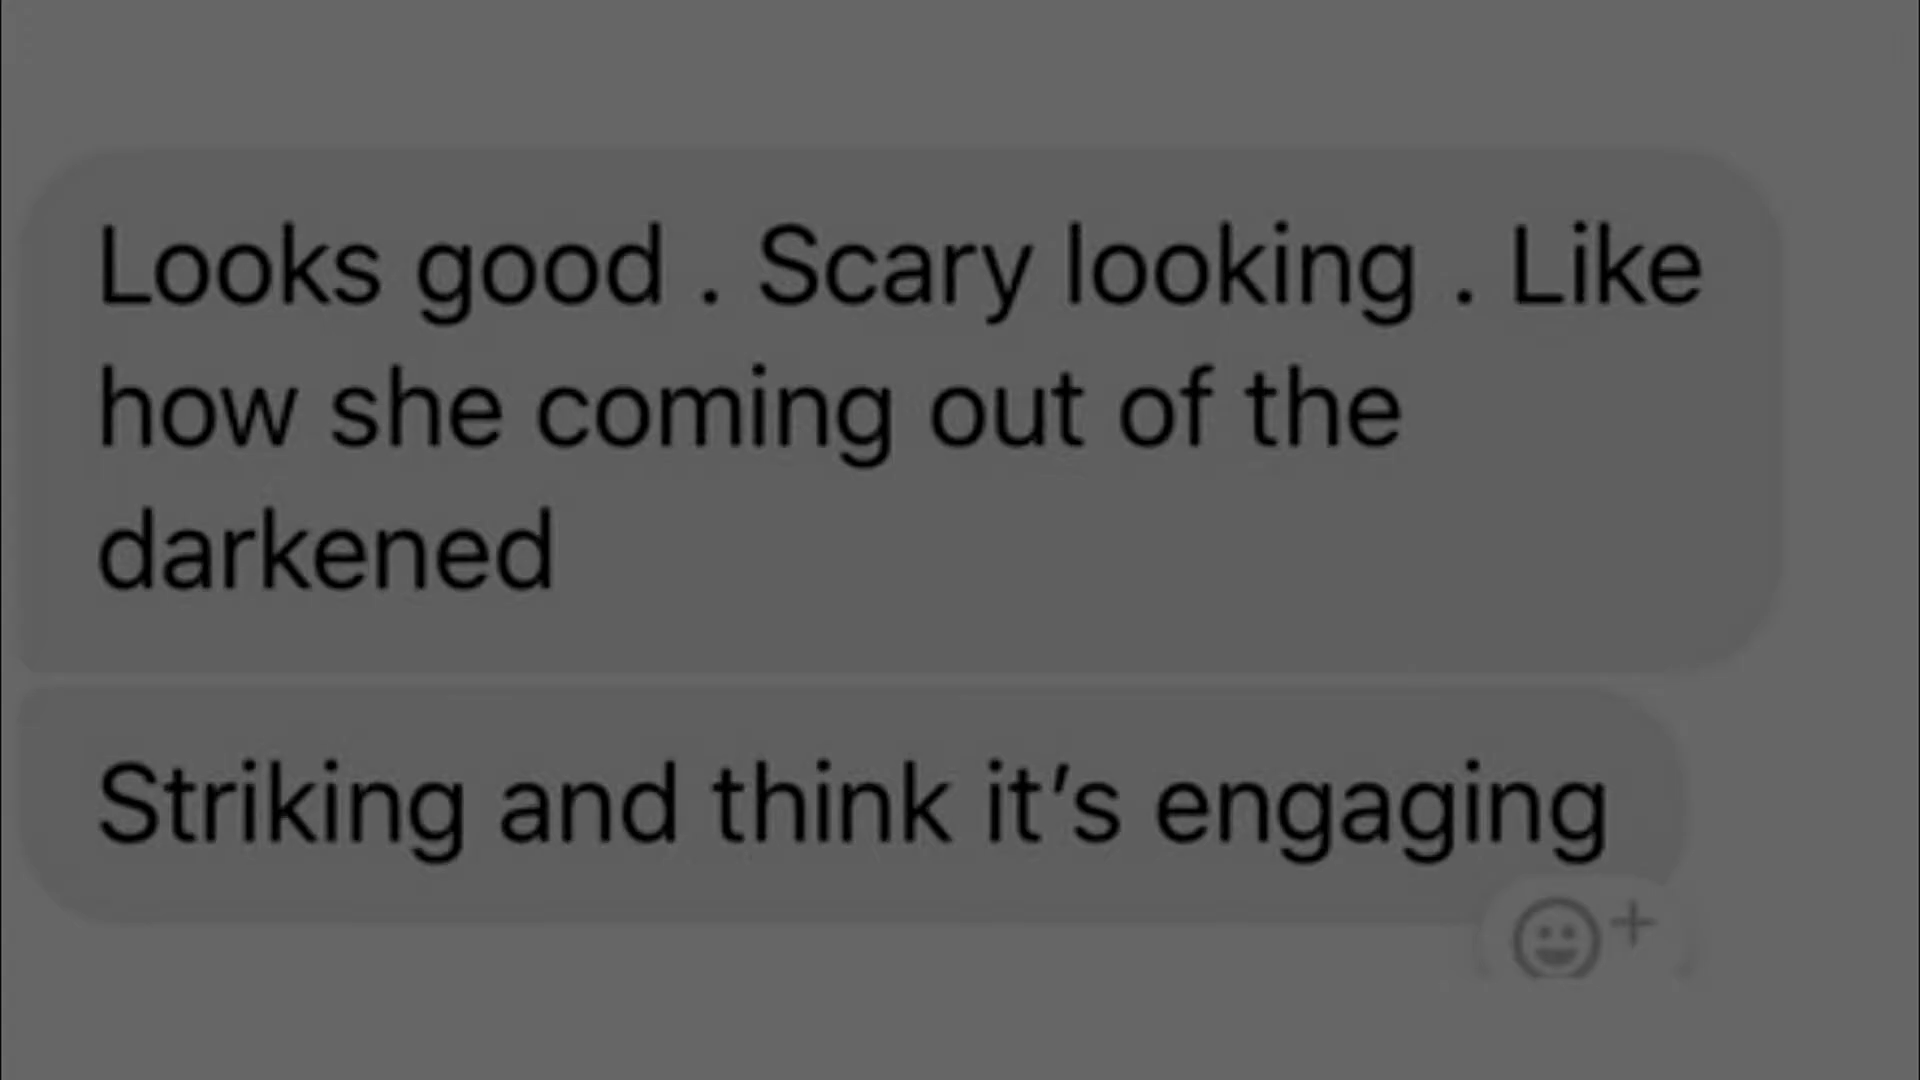 Looks good . Scary looking . Like
how she coming out of the
darkened
Striking and think it’s engaging